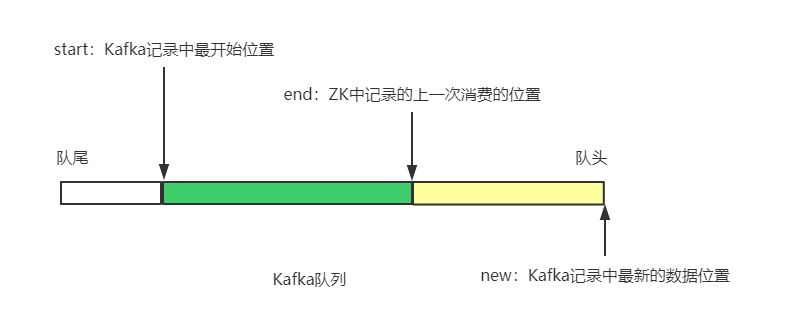 start：Kafka记录中最开始位置
end：ZK中记录的上一次消费的位置
队尾
队头
Kafka队列
new：Kafka记录中最新的数据位置